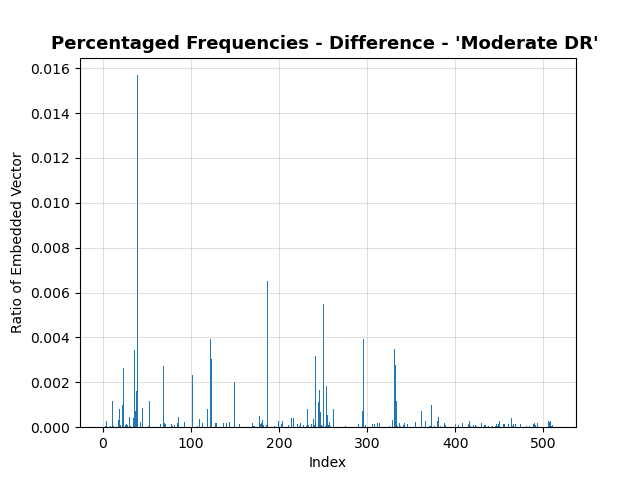 Percentaged Frequencies - Difference - 'Moderate DR'
0.016
0.014
0.012
0.010
0.008
0.006
0.004
0.002
0.000
Ratio of Embedded Vector
0 100 200 300 400 500
Index